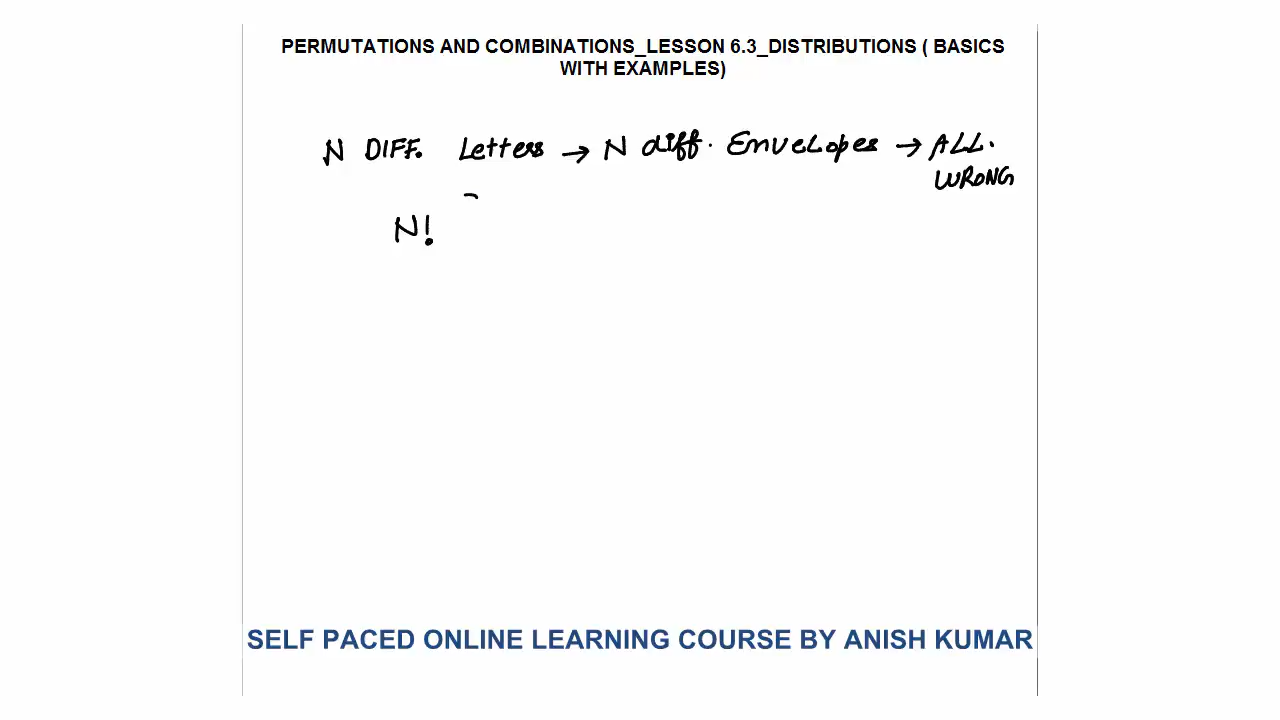 PERMUTATIONS AND COMBINATIONS_LESSON 6.3_DISTRIBUTIONS ( BASICS
WITH EXAMPLES)
N DIFF. Letters → N diff. Envelopes → ALL.
WRONG
N!
SELF PACED ONLINE LEARNING COURSE BY ANISH KUMAR